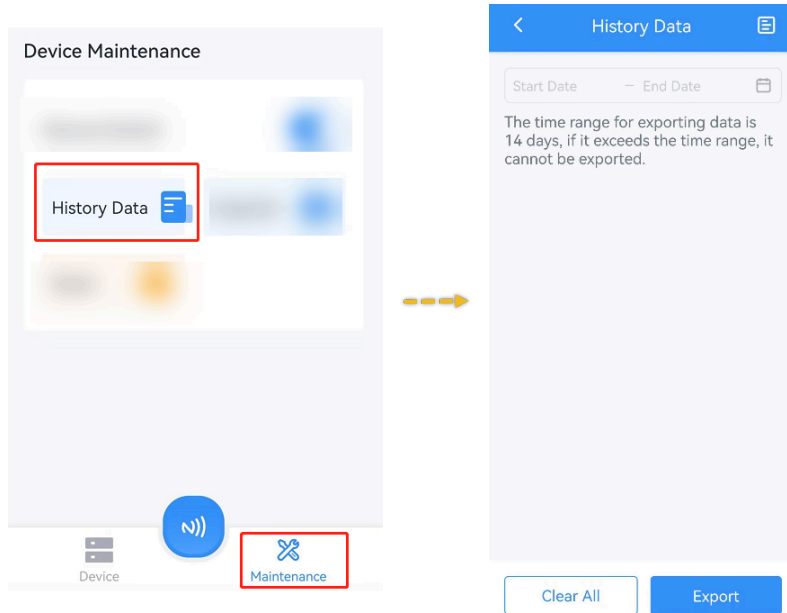 Device Maintenance
History Data
Device
Maintenance
History Data
Start Date – End Date
The time range for exporting data is
14 days, if it exceeds the time range, it
cannot be exported.
Clear All
Export